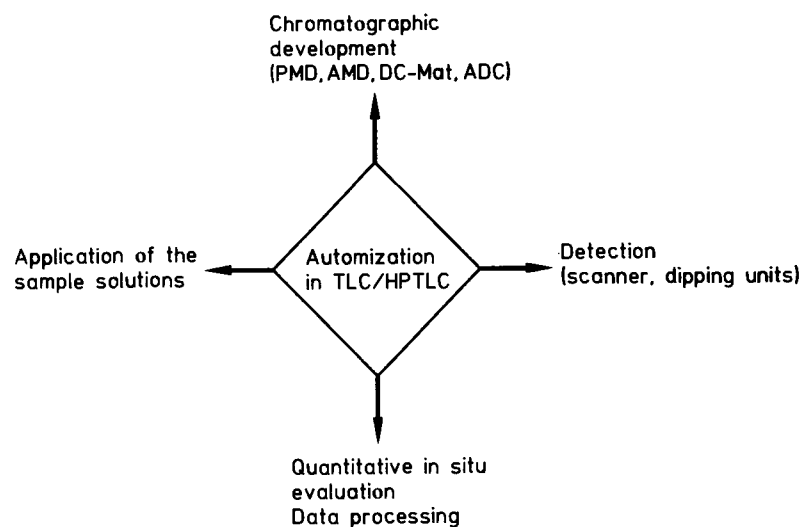 Chromatographic
development
(PMD, AMD, DC-Mat, ADC)
Application of the
sample solutions
Automization
in TLC/HPTLC
Detection
(scanner, dipping units)
Quantitative in situ
evaluation
Data processing